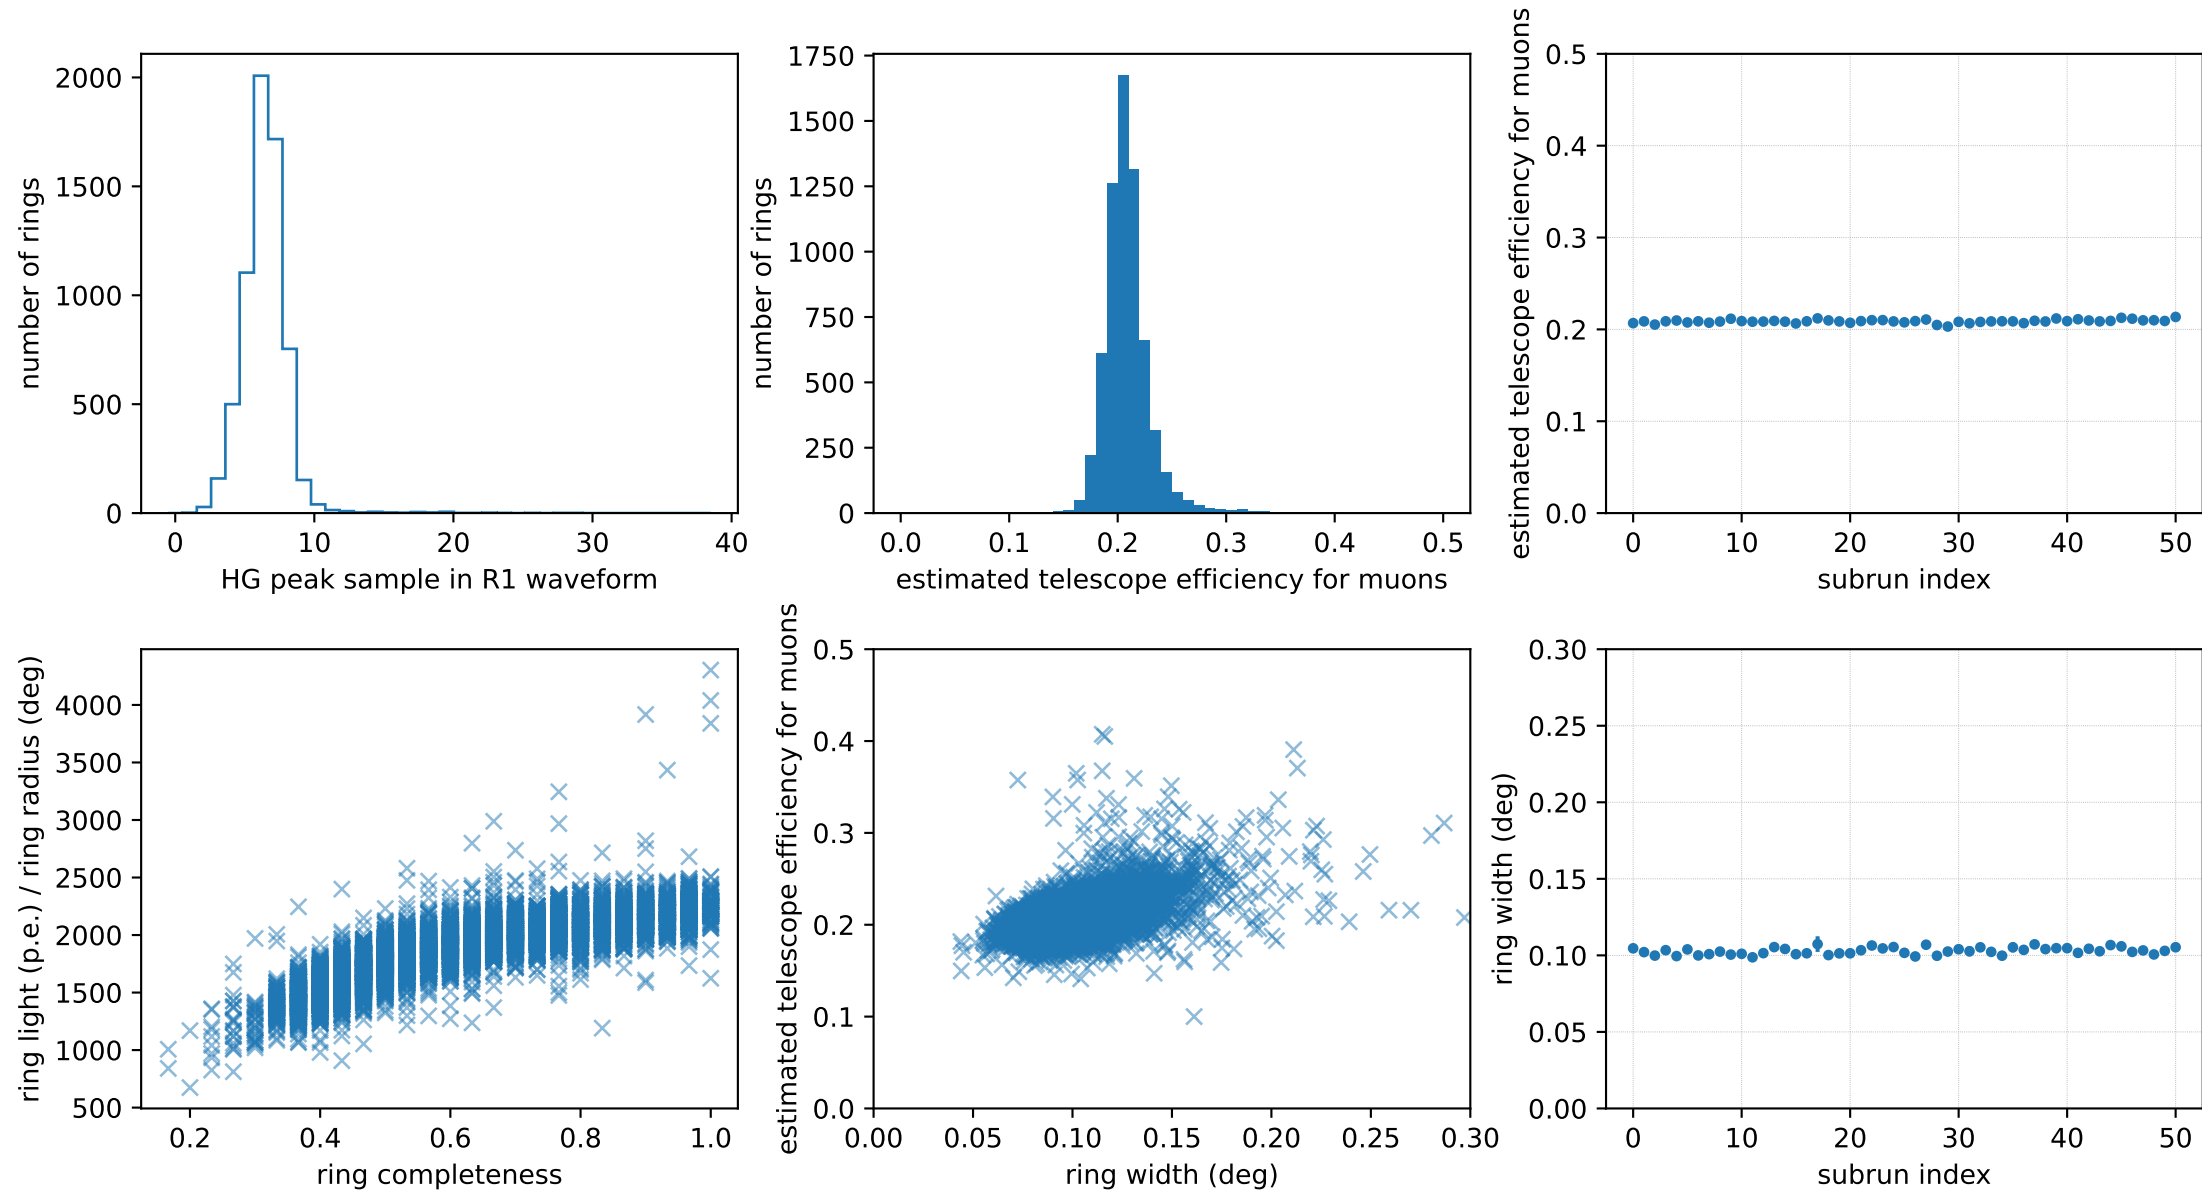 2000
1500
1000
500
0
number of rings
0 10 20 30 40
HG peak sample in R1 waveform
1750
1500
1250
1000
750
500
250
0
number of rings
0.0 0.1 0.2 0.3 0.4 0.5
estimated telescope efficiency for muons
0.5
0.4
0.3
0.2
0.1
0.0
estimated telescope efficiency for muons
0 10 20 30 40 50
subrun index
4000
3500
3000
2500
2000
1500
1000
500
ring light (p.e.) / ring radius (deg)
0.2 0.4 0.6 0.8 1.0
ring completeness
0.5
0.4
0.3
0.2
0.1
0.0
estimated telescope efficiency for muons
0.00 0.05 0.10 0.15 0.20 0.25 0.30
ring width (deg)
0.30
0.25
0.20
0.15
0.10
0.05
0.00
ring width (deg)
0 10 20 30 40 50
subrun index